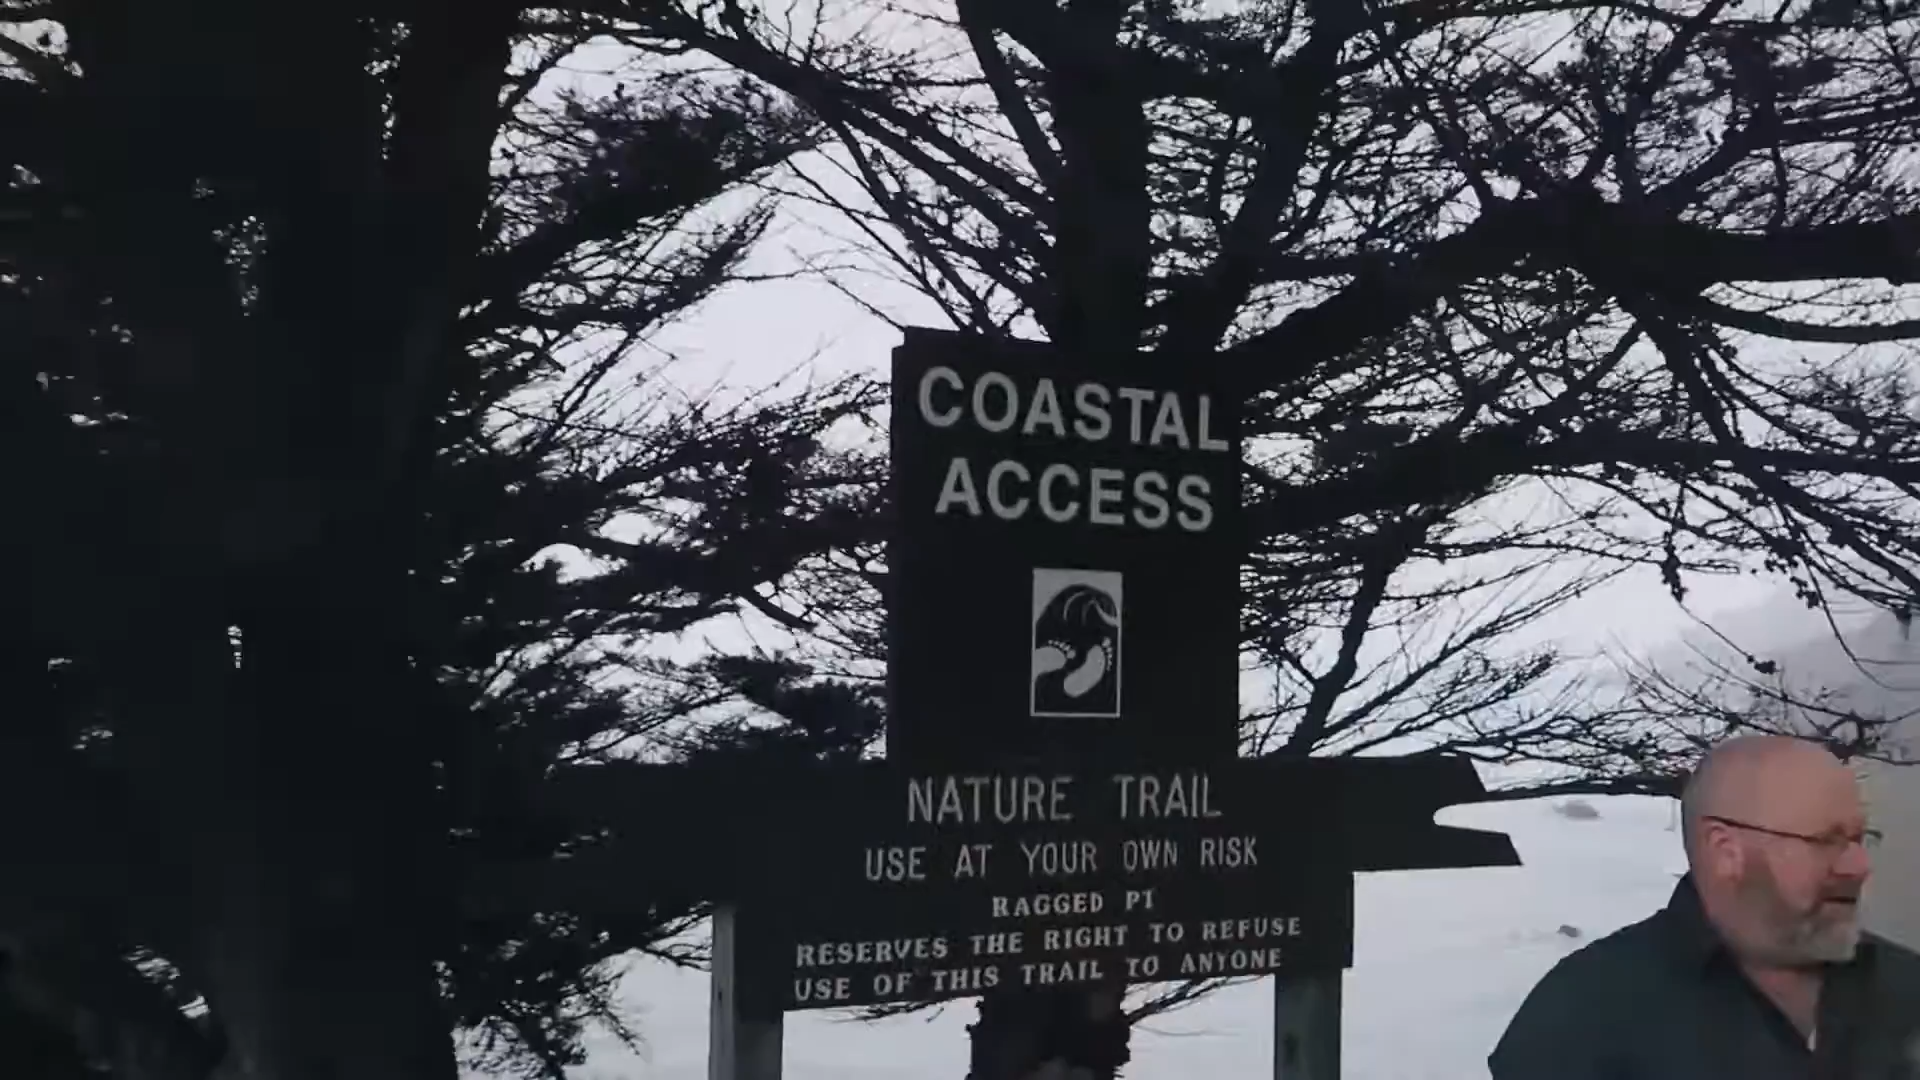 COASTAL
ACCESS
NATURE TRAIL
USE AT YOUR OWN RISK
RAGGED PT
RESERVES THE RIGHT TO REFUSE
USE OF THIS TRAIL TO ANYONE